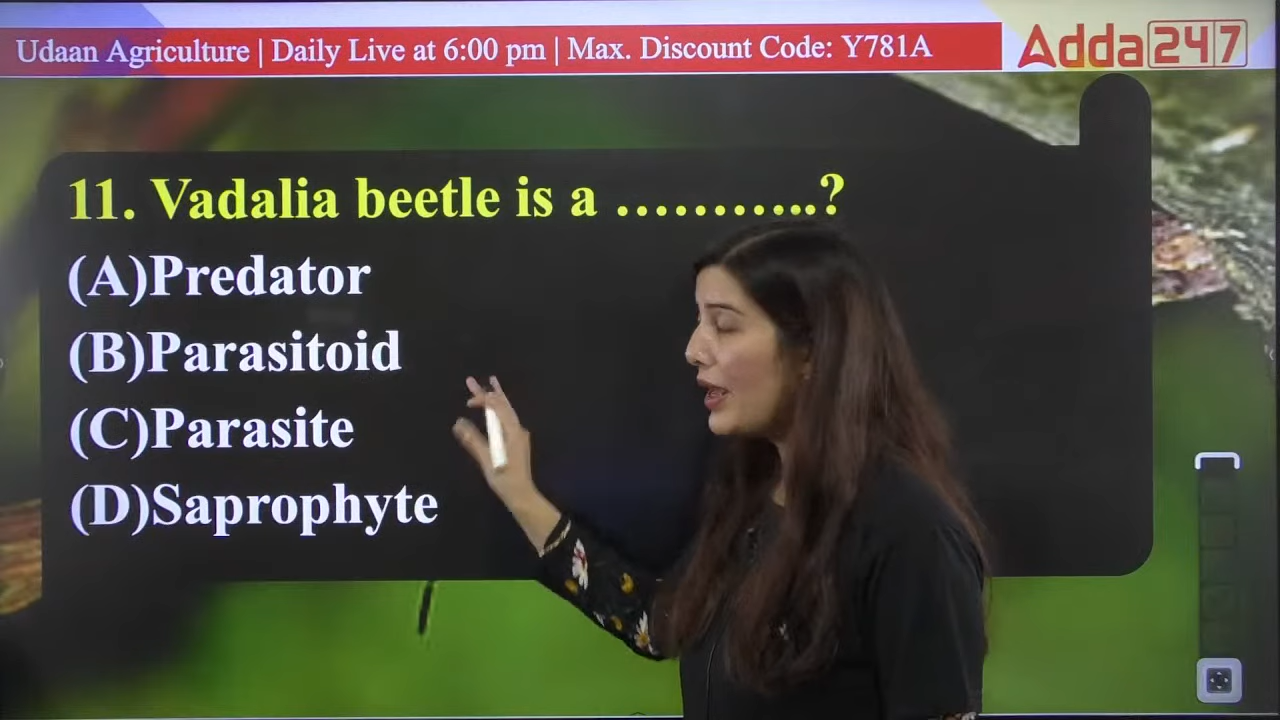 Udaan Agriculture | Daily Live at 6:00 pm | Max. Discount Code: Y781A
Adda247
11. Vadalia beetle is a ………..?
(A)Predator
(B)Parasitoid
(C)Parasite
(D)Saprophyte